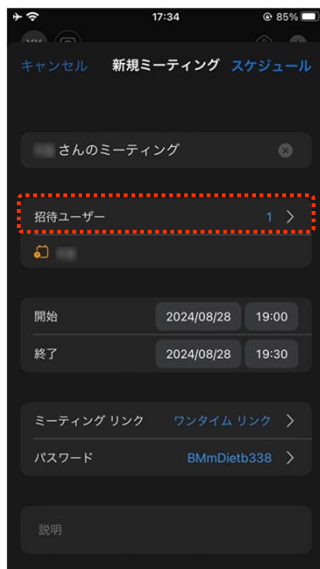 17:34
85%
キャンセル 新規ミーティング スケジュール
さんのミーティング
招待ユーザー 1
開始 2024/08/28 19:00
終了 2024/08/28 19:30
ミーティング リンク ワンタイム リンク
パスワード BMmDietb338
説明